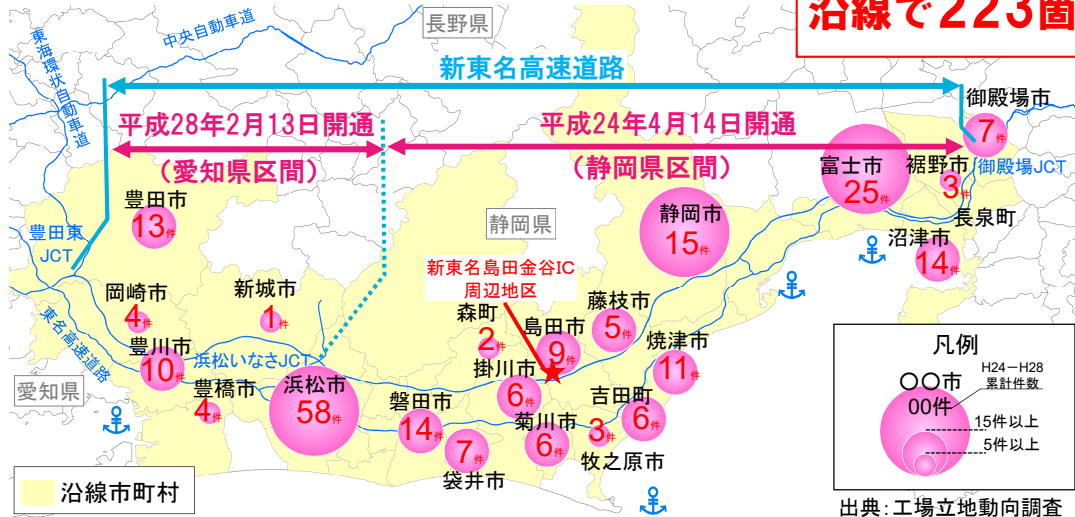 沿線で223箇
長野県
中央自動車道
東海環状自動車道
新東名高速道路
御殿場市
7件
平成28年2月13日開通
(愛知県区間)
平成24年4月14日開通
(静岡県区間)
富士市
25件
裾野市
3件
御殿場JCT
長泉町
豊田市
13件
静岡市
15件
静岡県
豊田東
JCT
沼津市
14件
新東名島田金谷IC
周辺地区
岡崎市
4件
新城市
1件
森町
2件
島田市
9件
藤枝市
5件
東名高速道路
豊川市
10件
浜松いなさJCT
掛川市
6件
焼津市
11件
愛知県
豊橋市
4件
浜松市
58件
磐田市
14件
袋井市
7件
菊川市
6件
吉田町
6件
牧之原市
3件
凡例
〇〇市
00件
H24－H28
累計件数
15件以上
5件以上
沿線市町村
出典:工場立地動向調査